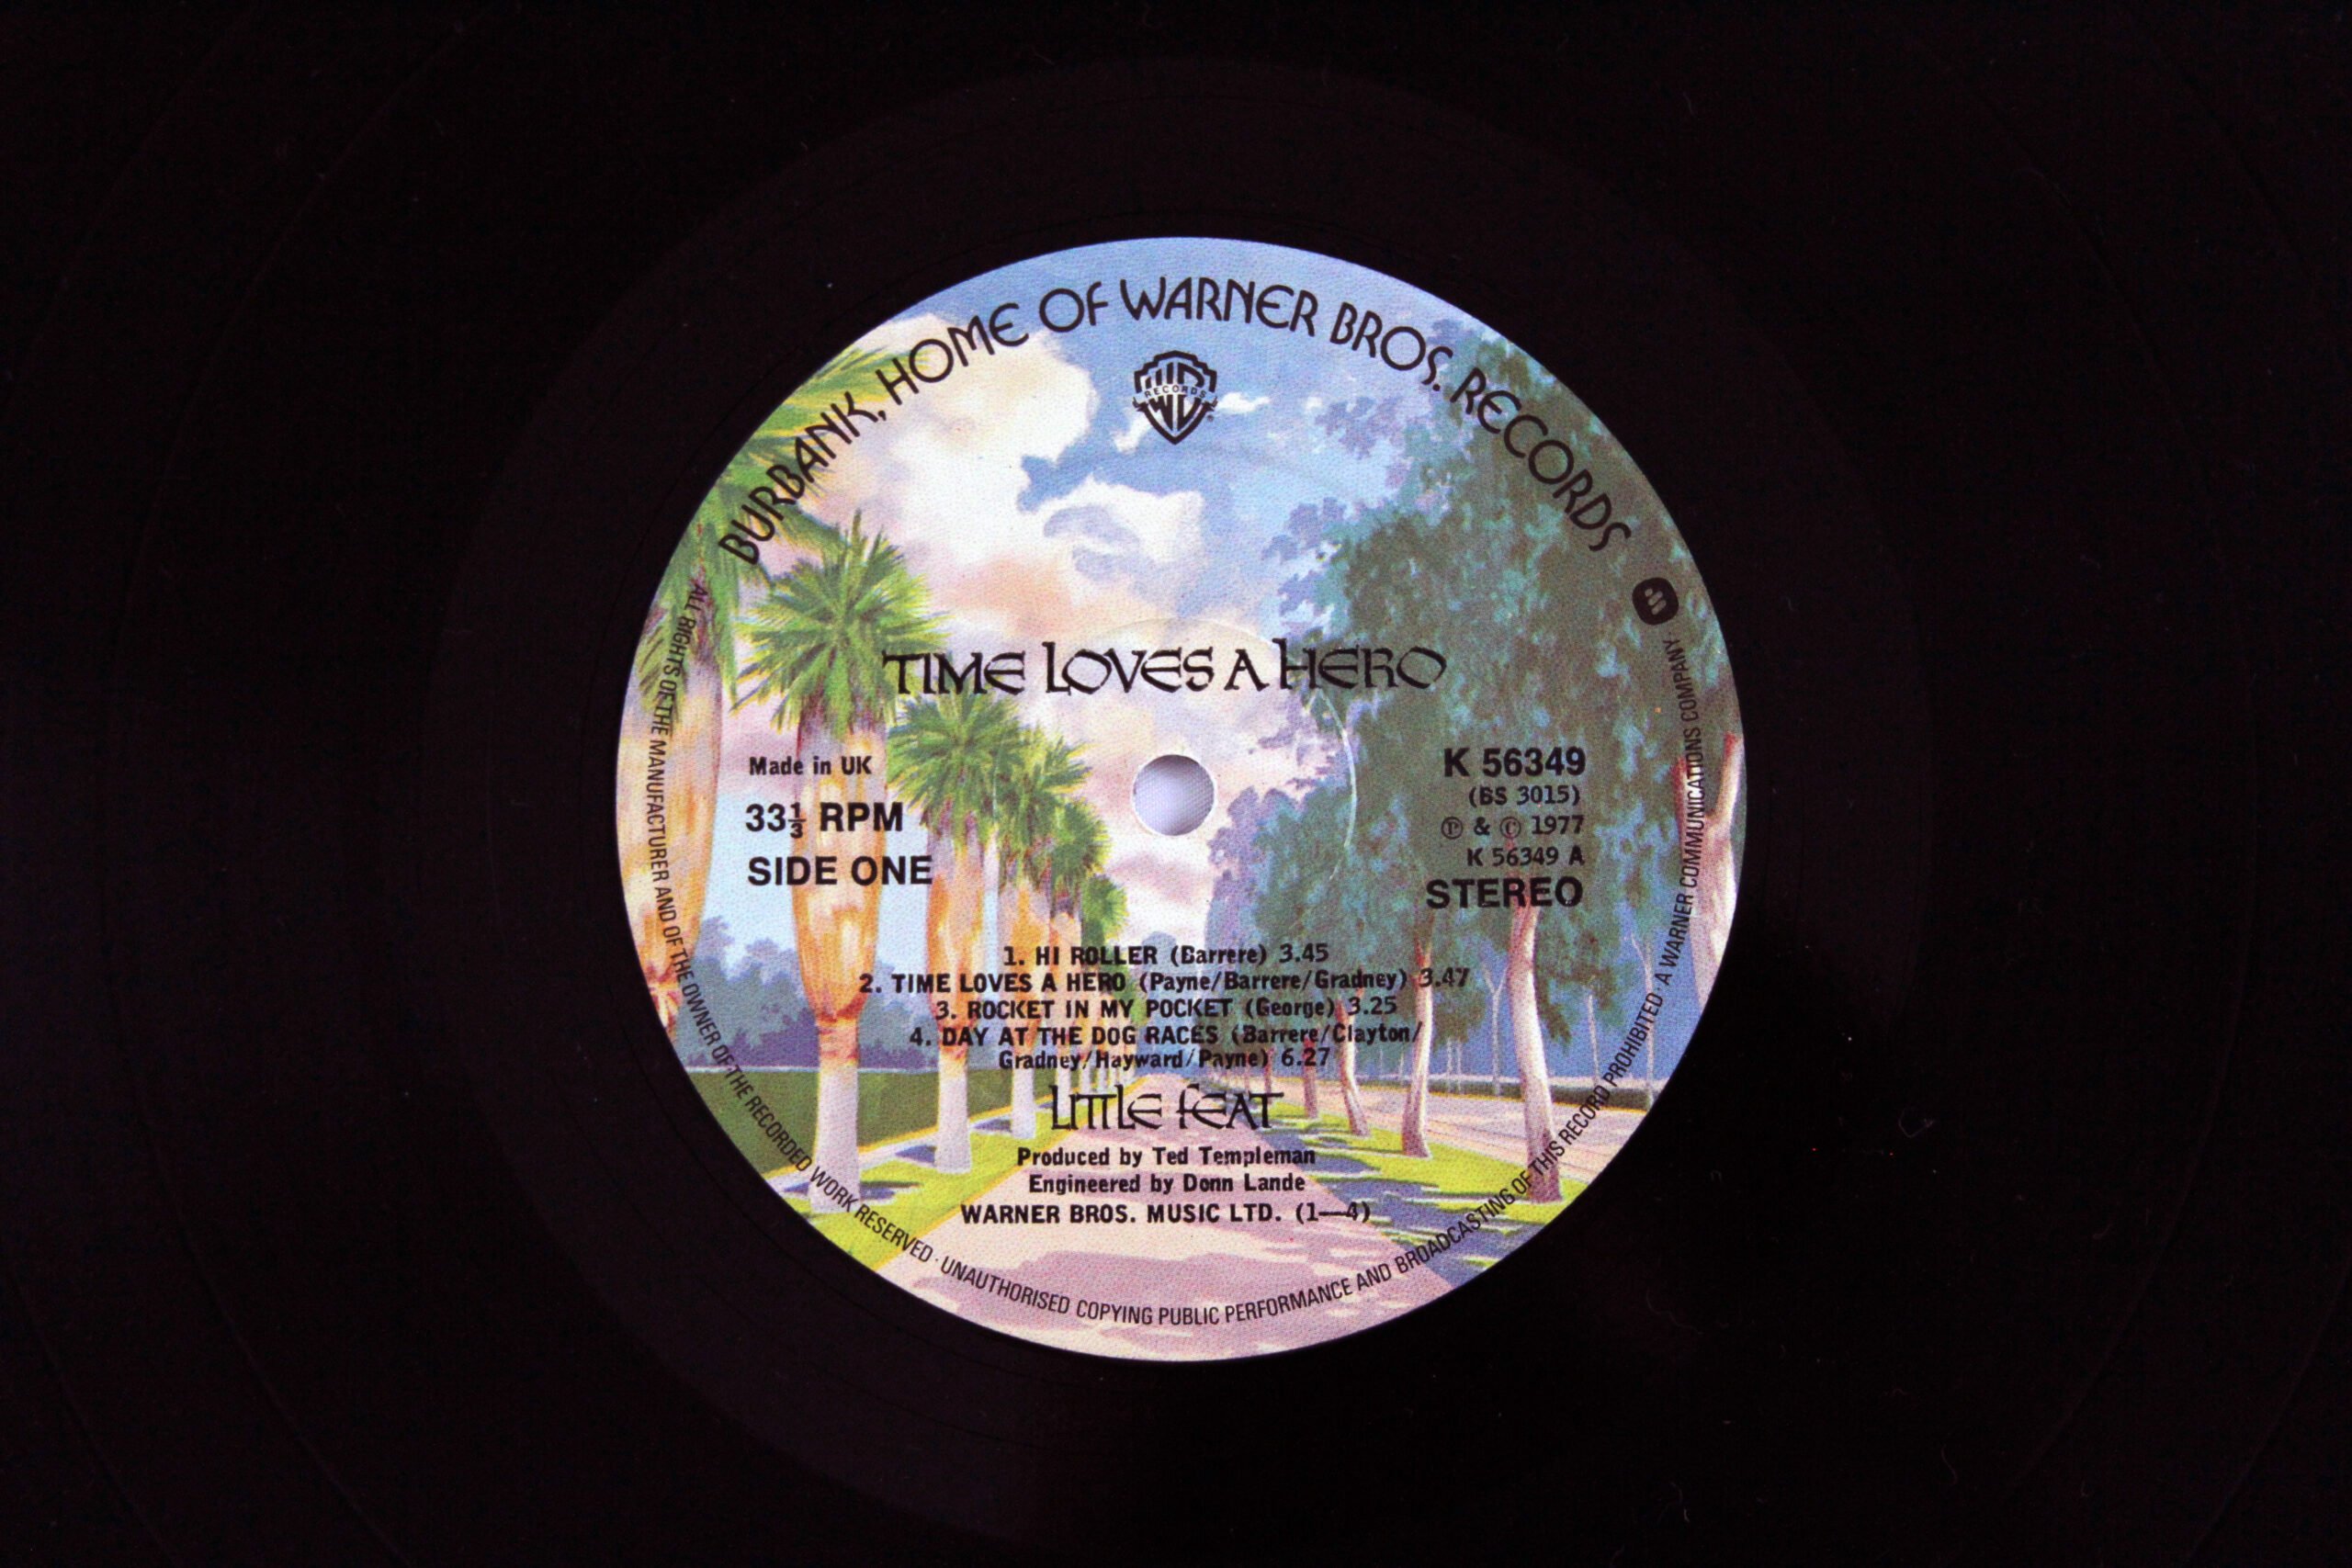 BURBANK, HOME OF WARNER BROS. RECORDS
RECORDS
TIME LOVES A HERO
Made in UK
33⅓ RPM
SIDE ONE
K 56349
(BS 3015)
℗ & © 1977
K 56349 A
STEREO
1. HI ROLLER (Barrere) 3.45
2. TIME LOVES A HERO (Payne/Barrere/Gradney) 3.47
3. ROCKET IN MY POCKET (George) 3.25
4. DAY AT THE DOG RACES (Barrere/Clayton/
Gradney/Hayward/Payne) 6.27
LITTLE FEAT
Produced by Ted Templeman
Engineered by Donn Lande
WARNER BROS. MUSIC LTD. (1—4)
ALL RIGHTS OF THE MANUFACTURER AND OF THE OWNER OF THE RECORDED WORK RESERVED · UNAUTHORISED COPYING PUBLIC PERFORMANCE AND BROADCASTING OF THIS RECORD PROHIBITED · A WARNER COMMUNICATIONS COMPANY